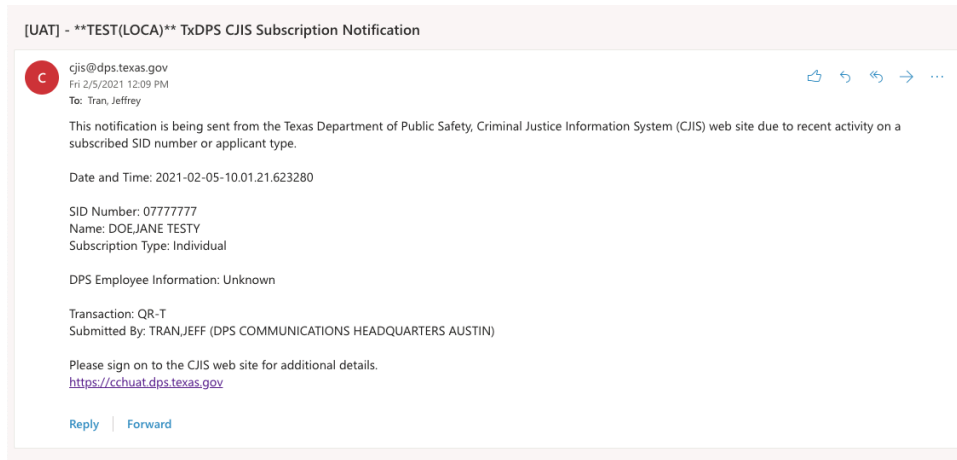 [UAT] - **TEST(LOCA)** TxDPS CJIS Subscription Notification
C
cjis@dps.texas.gov
Fri 2/5/2021 12:09 PM
To: Tran, Jeffrey
This notification is being sent from the Texas Department of Public Safety, Criminal Justice Information System (CJIS) web site due to recent activity on a
subscribed SID number or applicant type.
Date and Time: 2021-02-05-10.01.21.623280
SID Number: 07777777
Name: DOE,JANE TESTY
Subscription Type: Individual
DPS Employee Information: Unknown
Transaction: QR-T
Submitted By: TRAN,JEFF (DPS COMMUNICATIONS HEADQUARTERS AUSTIN)
Please sign on to the CJIS web site for additional details.
https://cchuat.dps.texas.gov
Reply Forward